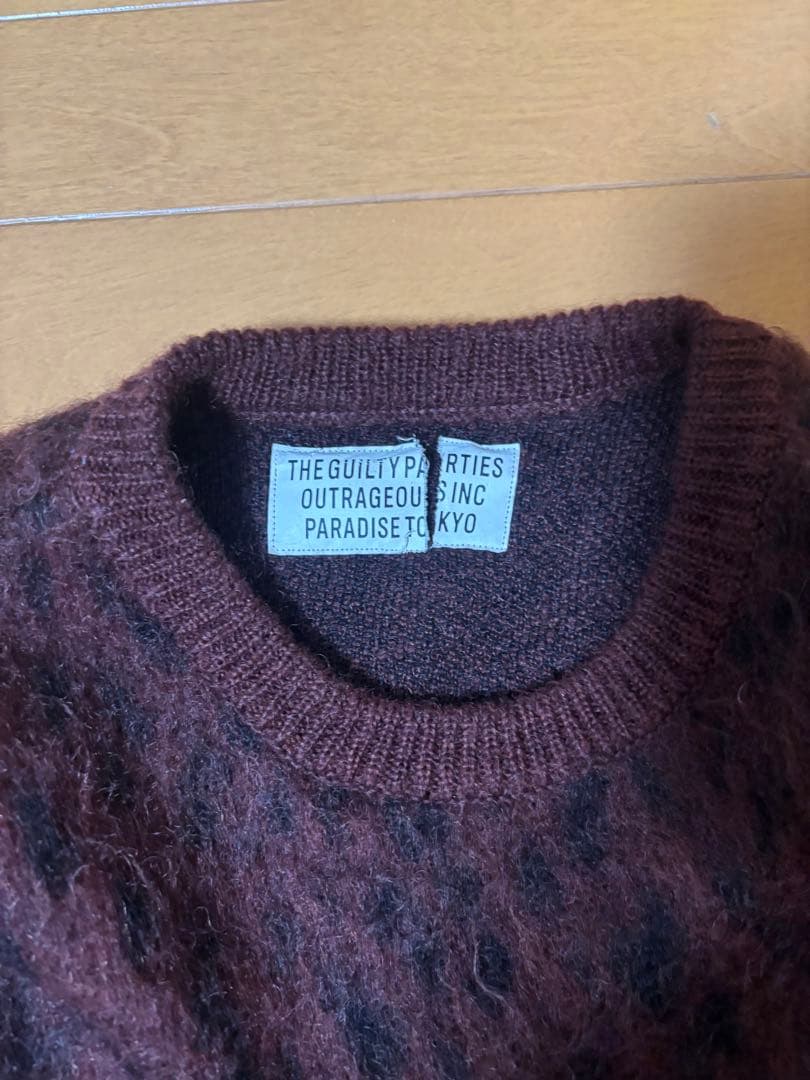 THE GUILTY PARTIES
OUTRAGEOUS INC
PARADISE TOKYO